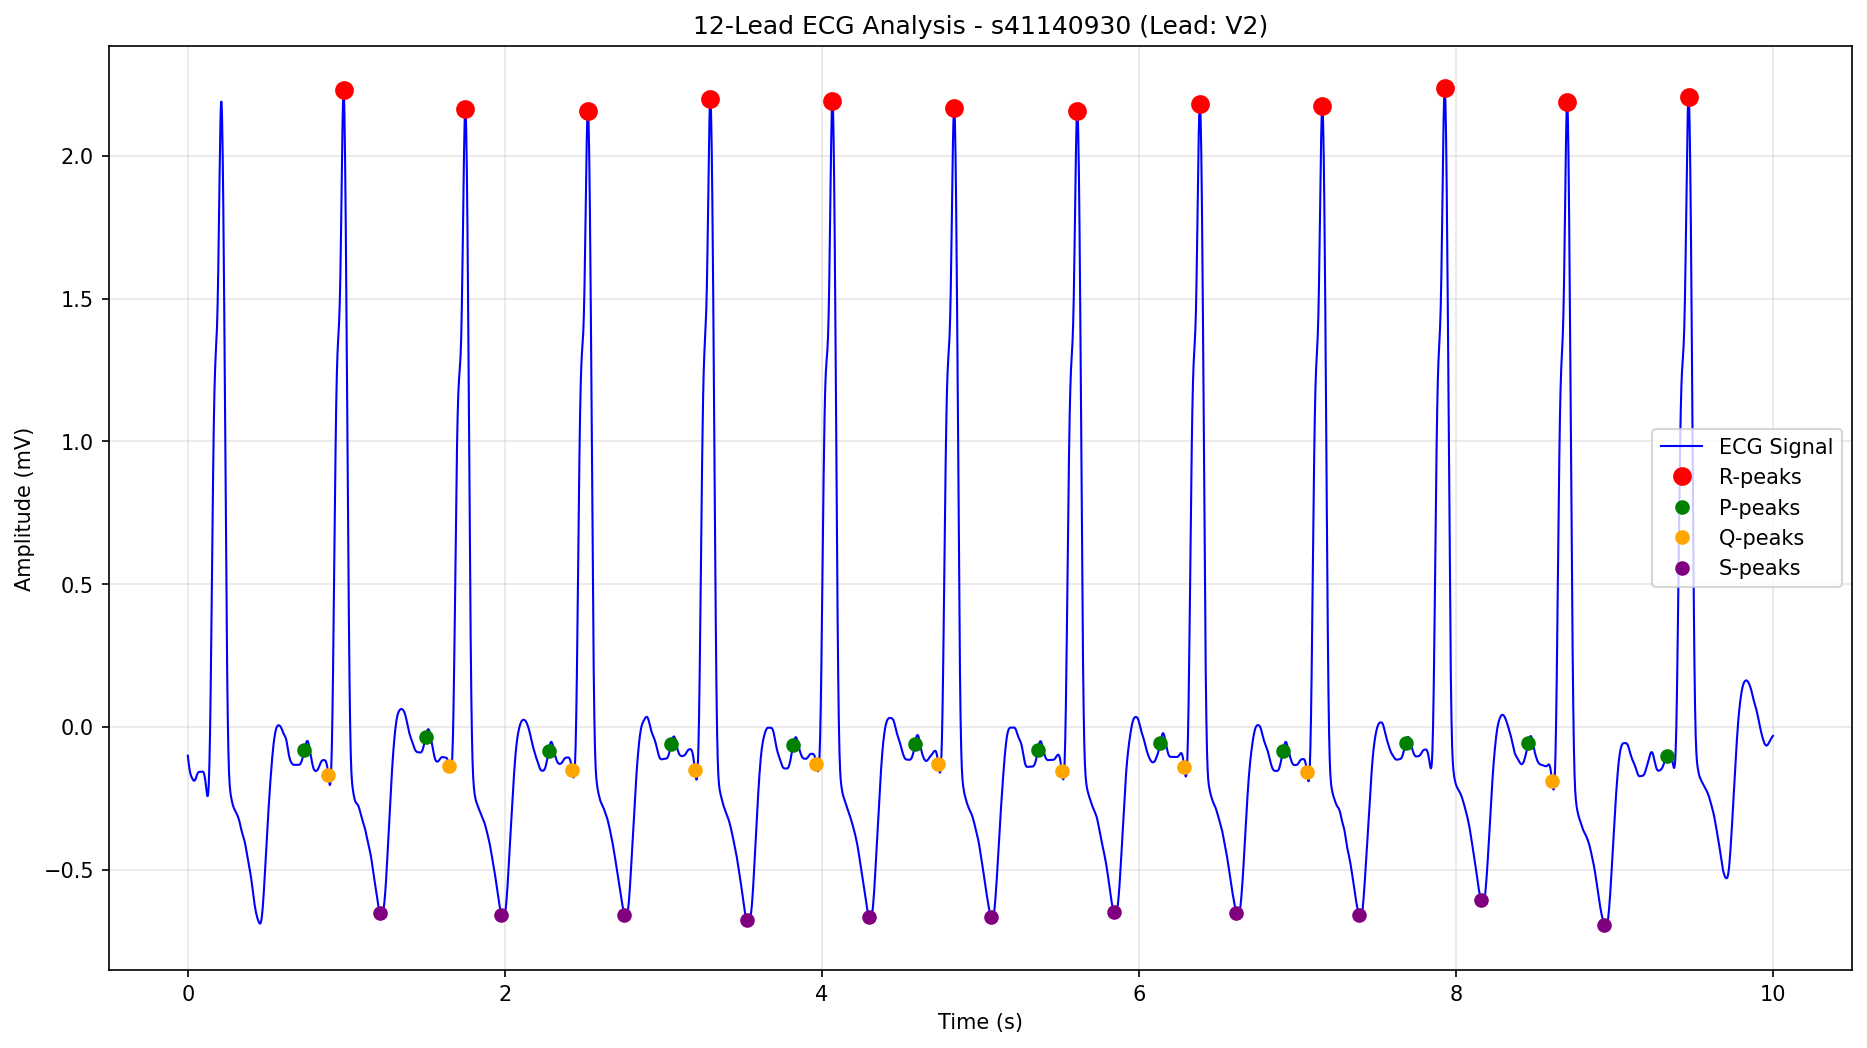 12-Lead ECG Analysis - s41140930 (Lead: V2)
Amplitude (mV)
2.0
1.5
1.0
0.5
0.0
−0.5
ECG Signal
R-peaks
P-peaks
Q-peaks
S-peaks
0 2 4 6 8 10
Time (s)